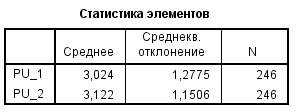 Статистика элементов
Среднее Среднекв. отклонение N
PU_1 3,024 1,2775 246
PU_2 3,122 1,1506 246